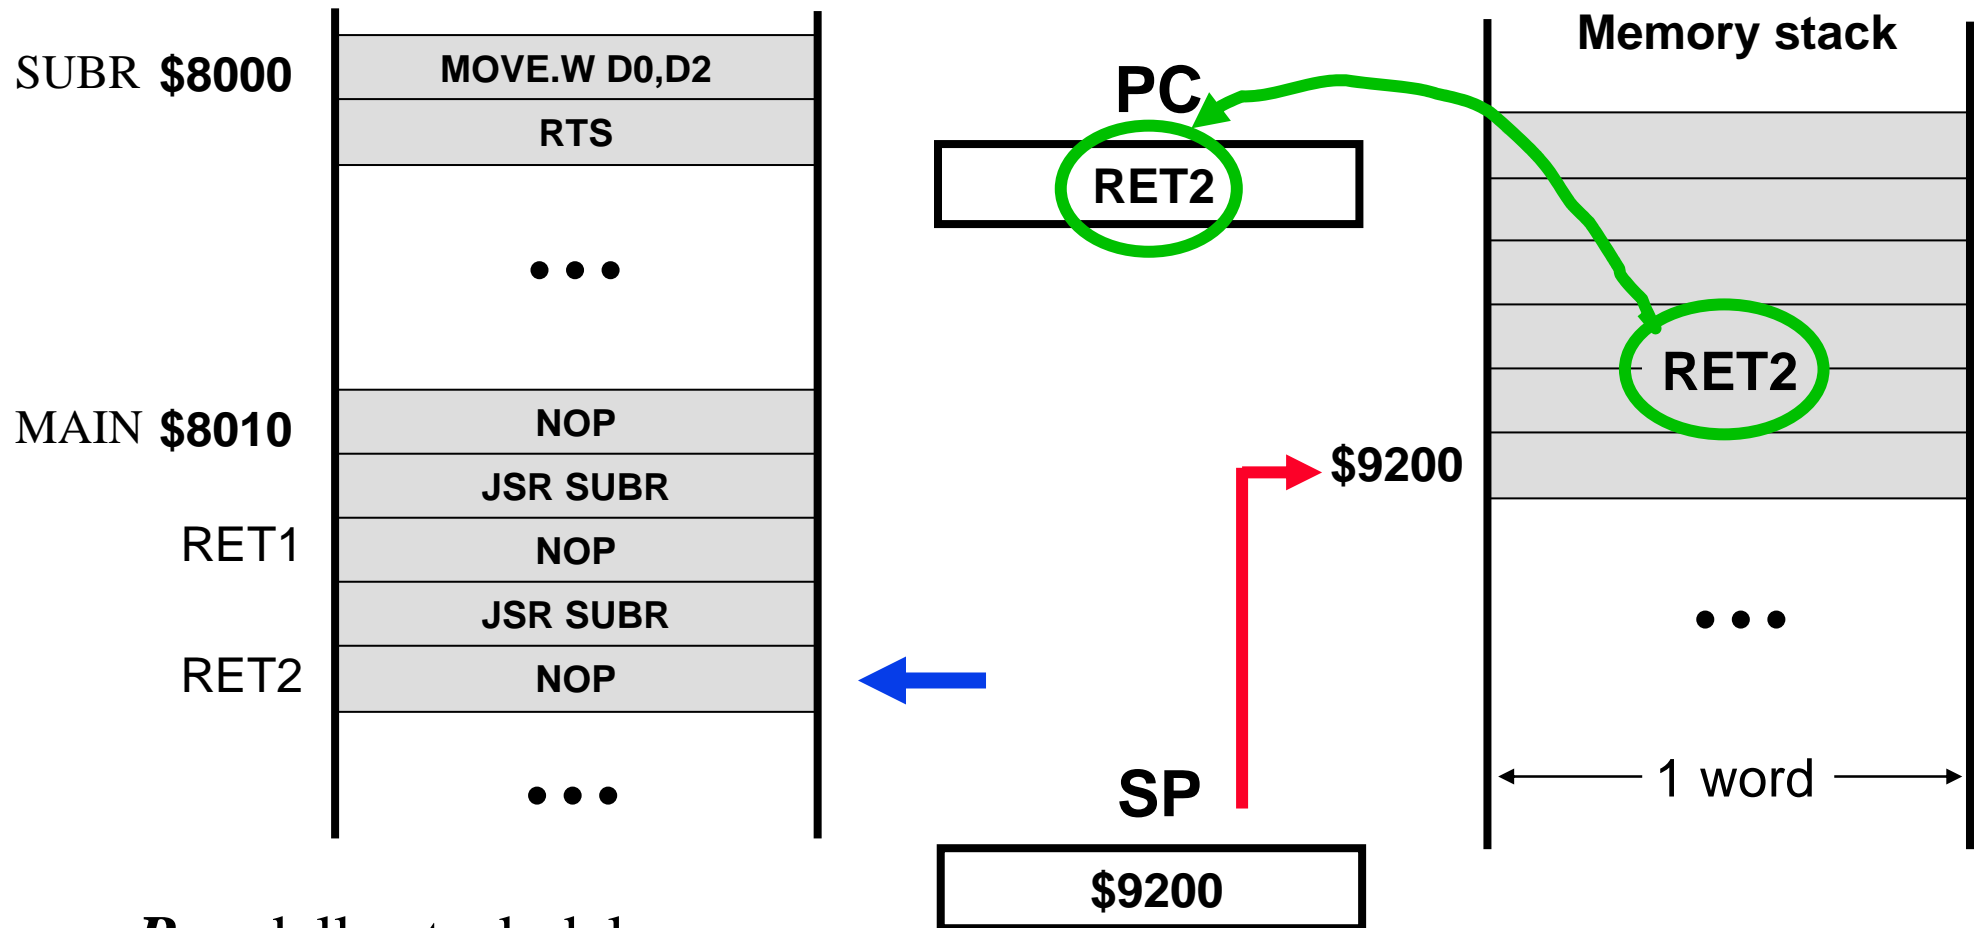 Memory stack
SUBR $8000
MOVE.W D0,D2
RTS
PC
RET2
RET2
MAIN $8010
NOP
JSR SUBR
$9200
RET1
NOP
JSR SUBR
RET2
NOP
SP
1 word
$9200